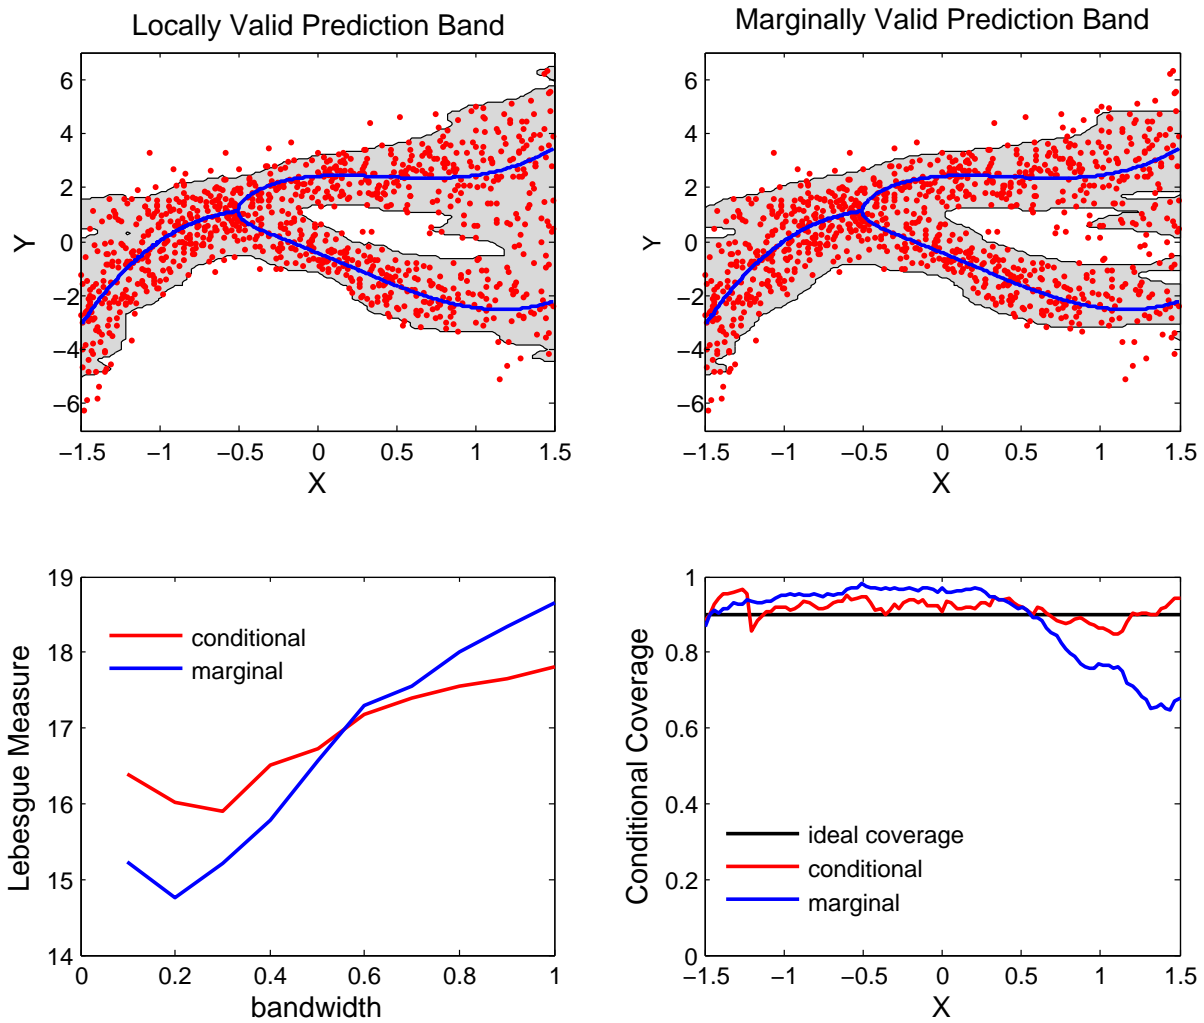 Locally Valid Prediction Band
6
4
2
0
−2
−4
−6
Y
−1.5 −1 −0.5 0 0.5 1 1.5
X
Marginally Valid Prediction Band
6
4
2
0
−2
−4
−6
Y
−1.5 −1 −0.5 0 0.5 1 1.5
X
19
18
17
16
15
14
Lebesgue Measure
conditional
marginal
0 0.2 0.4 0.6 0.8 1
bandwidth
1
0.8
0.6
0.4
0.2
0
Conditional Coverage
ideal coverage
conditional
marginal
−1.5 −1 −0.5 0 0.5 1 1.5
X